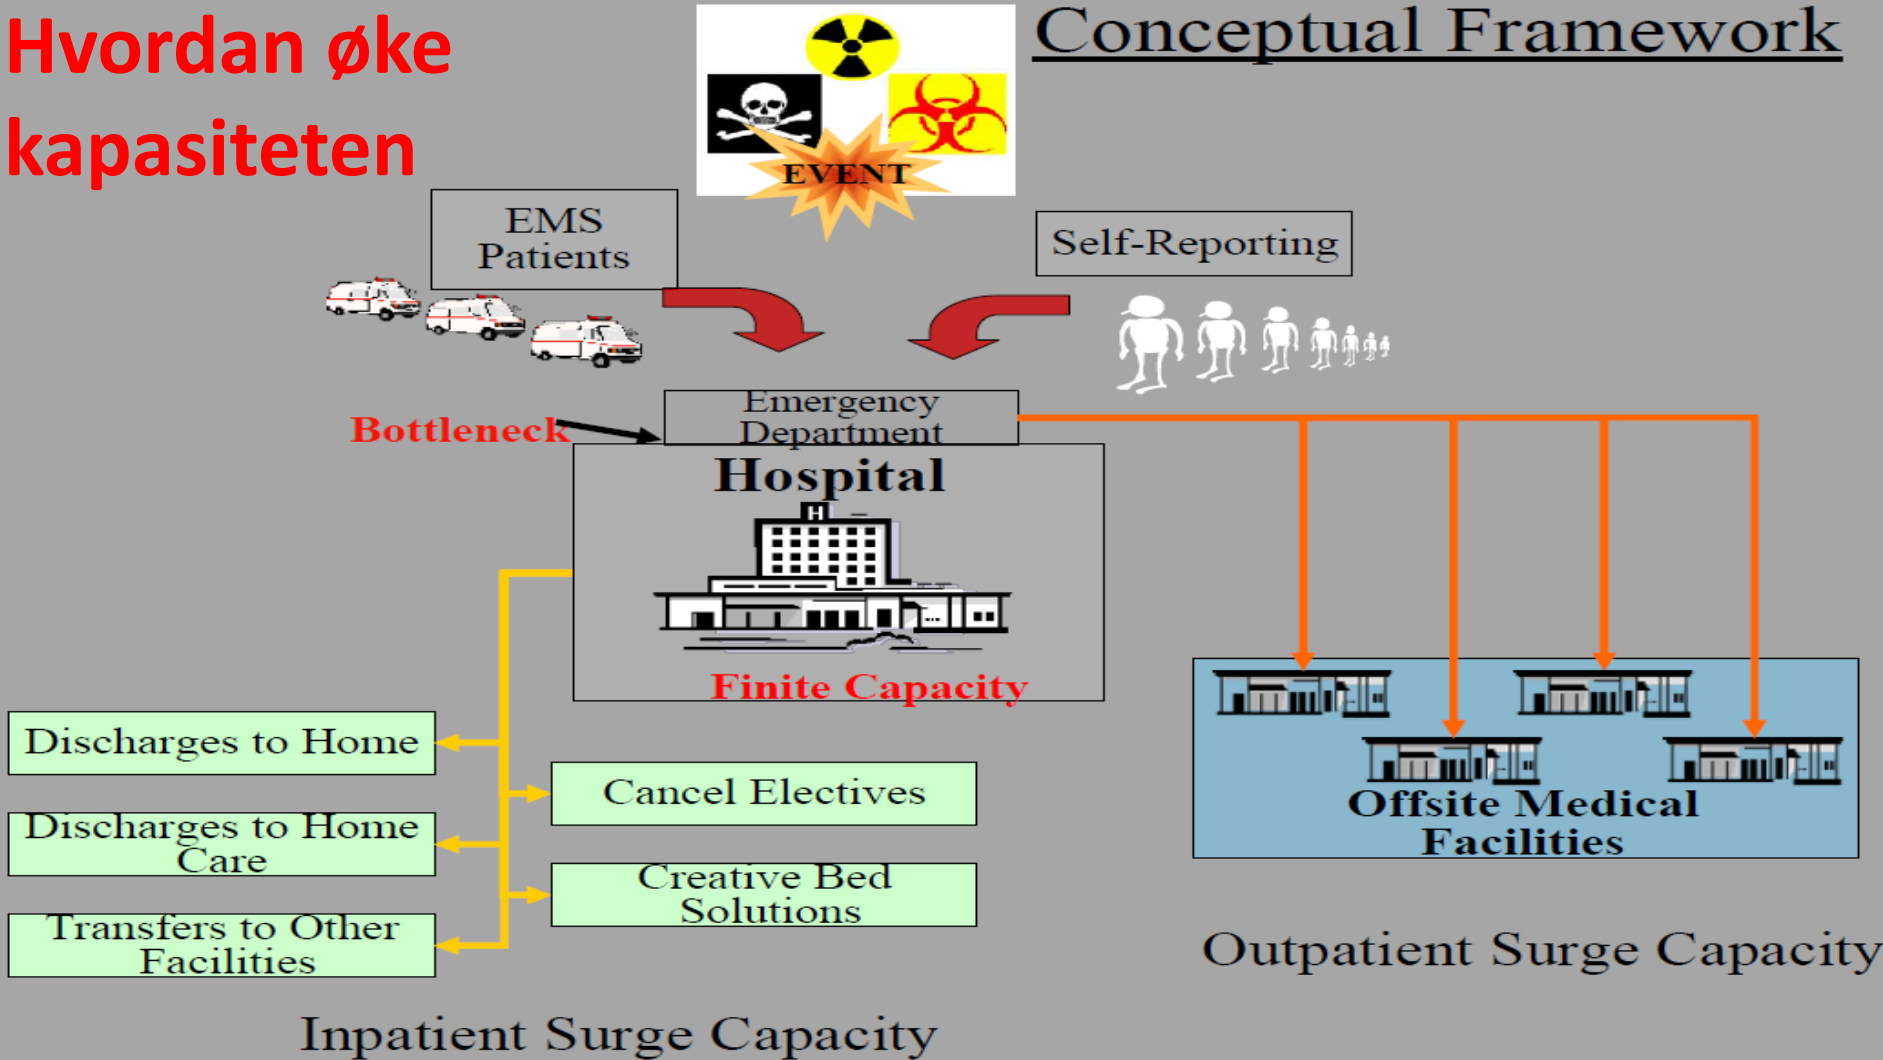 Hvordan øke
kapasiteten
Conceptual Framework
EVENT
EMS
Patients
Self-Reporting
Bottleneck
Emergency
Department
Hospital
H
Finite Capacity
Discharges to Home
Discharges to Home
Care
Transfers to Other
Facilities
Cancel Electives
Creative Bed
Solutions
Inpatient Surge Capacity
Offsite Medical
Facilities
Outpatient Surge Capacity